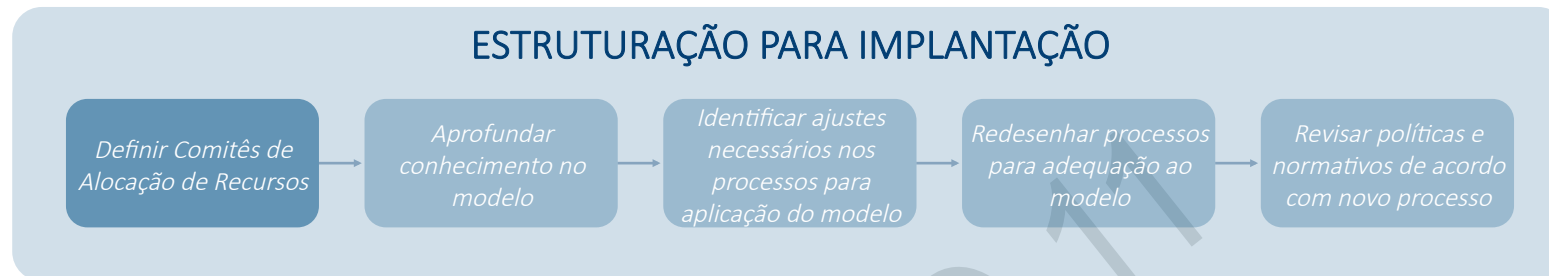 ESTRUTURAÇÃO PARA IMPLANTAÇÃO
Definir Comitês de
Alocação de Recursos
Aprofundar
conhecimento no
modelo
Identificar ajustes
necessários nos
processos para
aplicação do modelo
Redesenhar processos
para adequação ao
modelo
Revisar políticas e
normativos de acordo
com novo processo